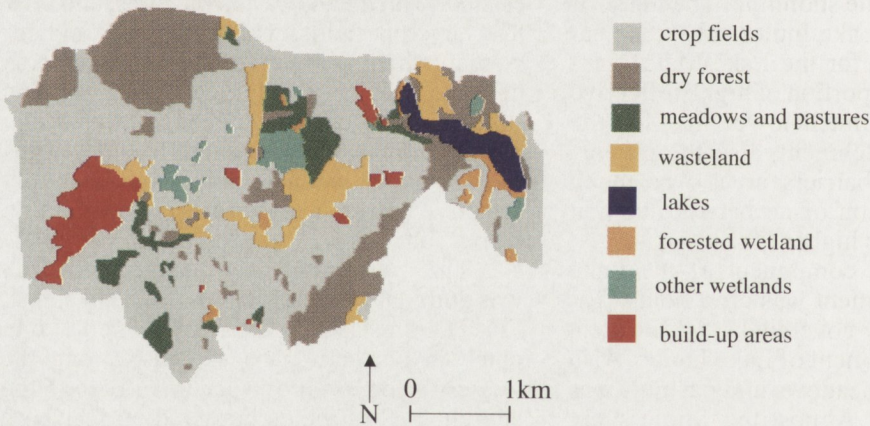 crop fields
dry forest
meadows and pastures
wasteland
lakes
forested wetland
other wetlands
build-up areas
0 1km
N